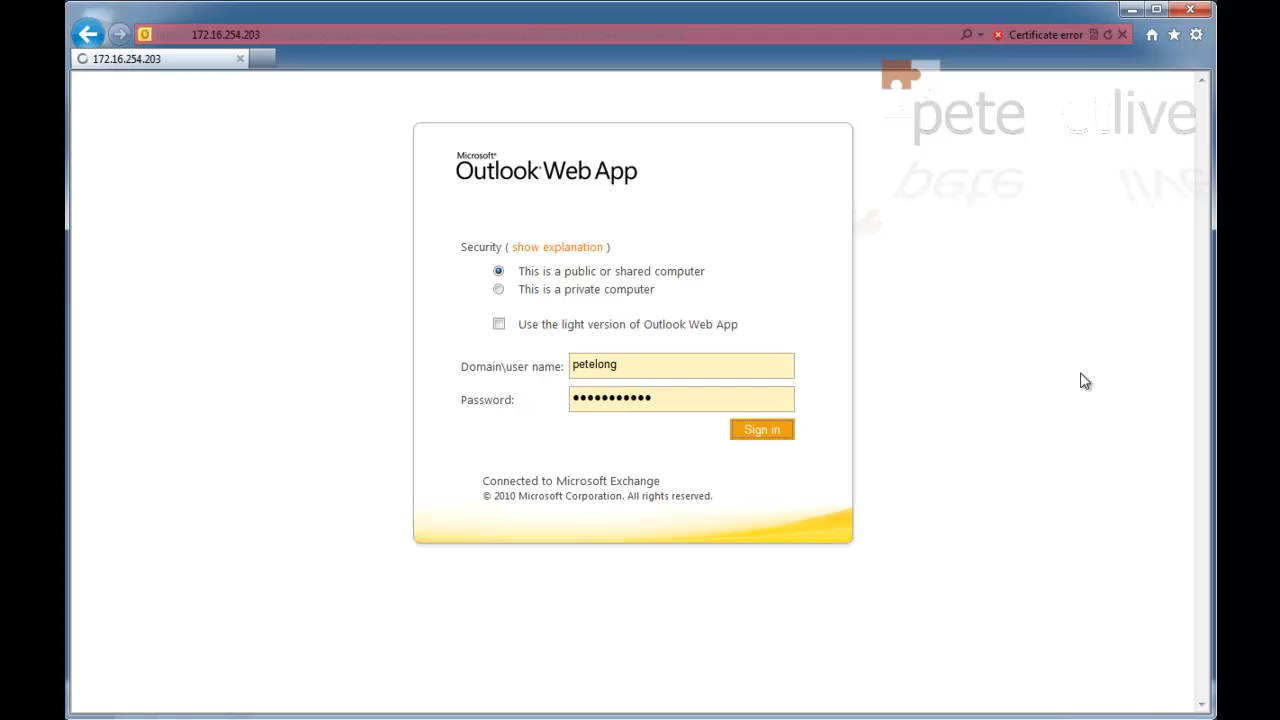 172.16.254.203
Certificate error
172.16.254.203
pete
live
Microsoft®
Outlook Web App
Security ( show explanation )
This is a public or shared computer
This is a private computer
Use the light version of Outlook Web App
Domain\user name: petelong
Password: •••••••••••
Sign in
Connected to Microsoft Exchange
© 2010 Microsoft Corporation. All rights reserved.